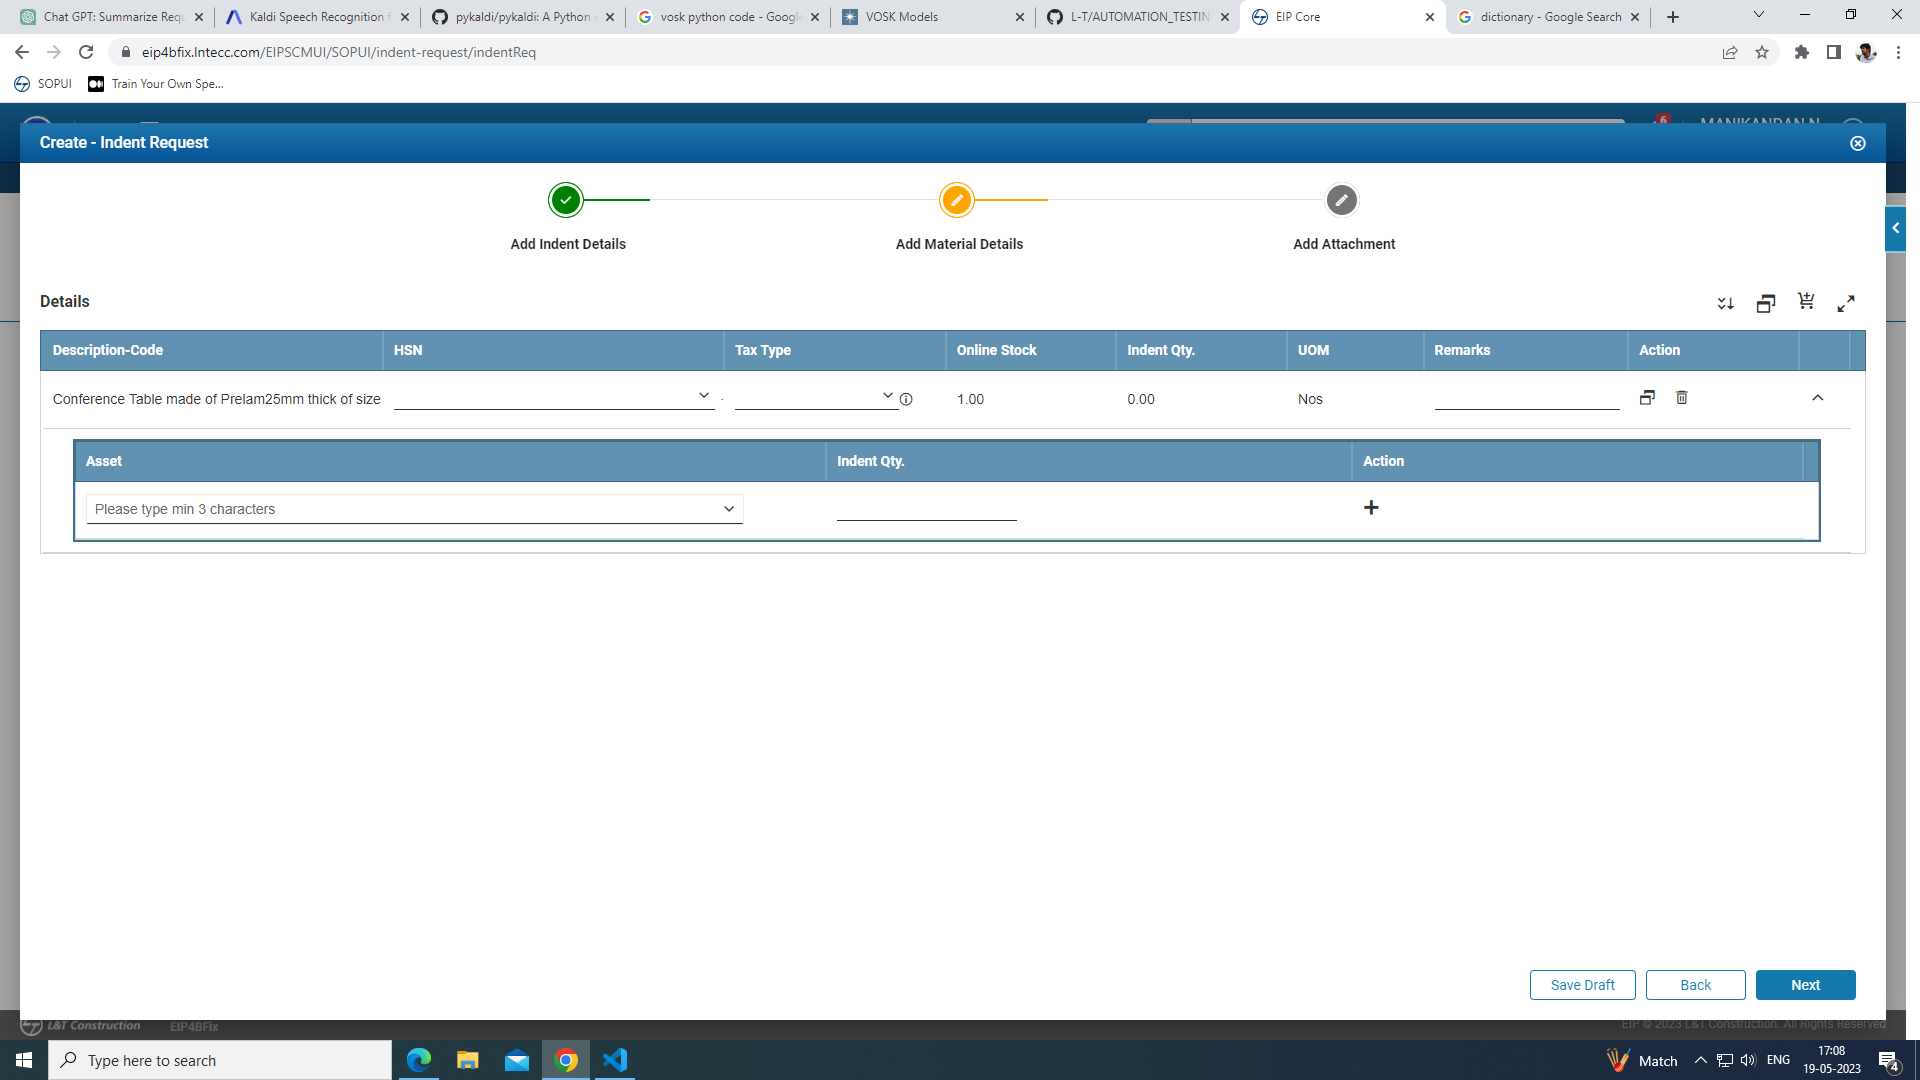 Chat GPT: Summarize Requ
Kaldi Speech Recognition f
pykaldi/pykaldi: A Python w
vosk python code - Google
VOSK Models
L-T/AUTOMATION_TESTIN
EIP Core
dictionary - Google Search
eip4bfix.lntecc.com/EIPSCMUI/SOPUI/indent-request/indentReq
SOPUI
Train Your Own Spe...
6
MANIKANDAN N
Create - Indent Request
Add Indent Details
Add Material Details
Add Attachment
Details
Description-Code HSN Tax Type Online Stock Indent Qty. UOM Remarks Action
Conference Table made of Prelam25mm thick of size 1.00 0.00 Nos
Asset Indent Qty. Action
Please type min 3 characters
Save Draft Back Next
L&T Construction EIP4BFix
EIP © 2023 L&T Construction. All Rights Reserved
Type here to search
Match
ENG
17:08
19-05-2023
4